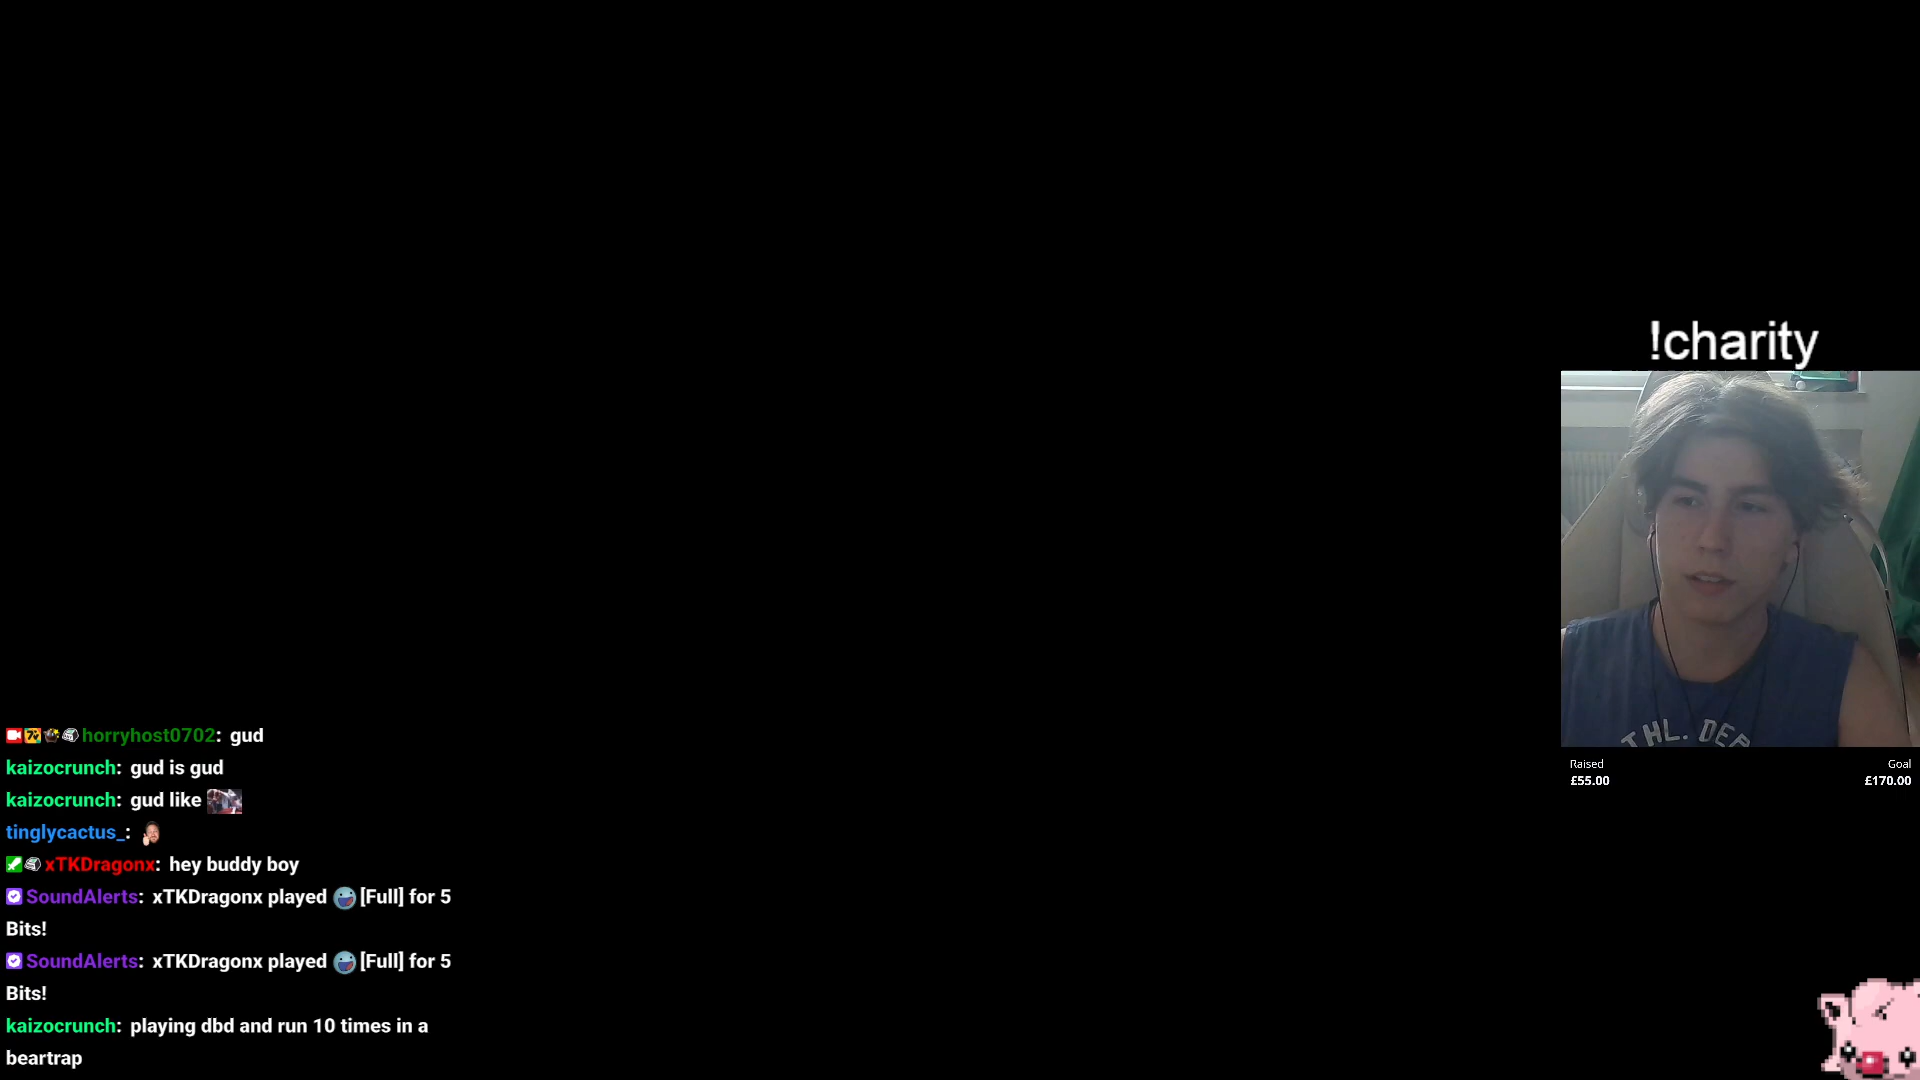 !charity
THL. DEP
Raised Goal
£55.00 £170.00
horryhost0702: gud
kaizocrunch: gud is gud
kaizocrunch: gud like
tinglycactus_:
xTKDragonx: hey buddy boy
SoundAlerts: xTKDragonx played [Full] for 5
Bits!
SoundAlerts: xTKDragonx played [Full] for 5
Bits!
kaizocrunch: playing dbd and run 10 times in a
beartrap